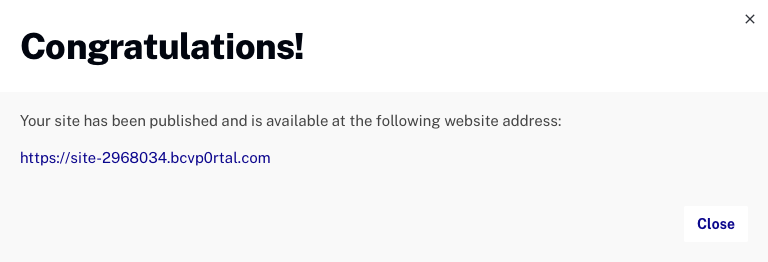 ×
Congratulations!
Your site has been published and is available at the following website address:
https://site-2968034.bcvp0rtal.com
Close